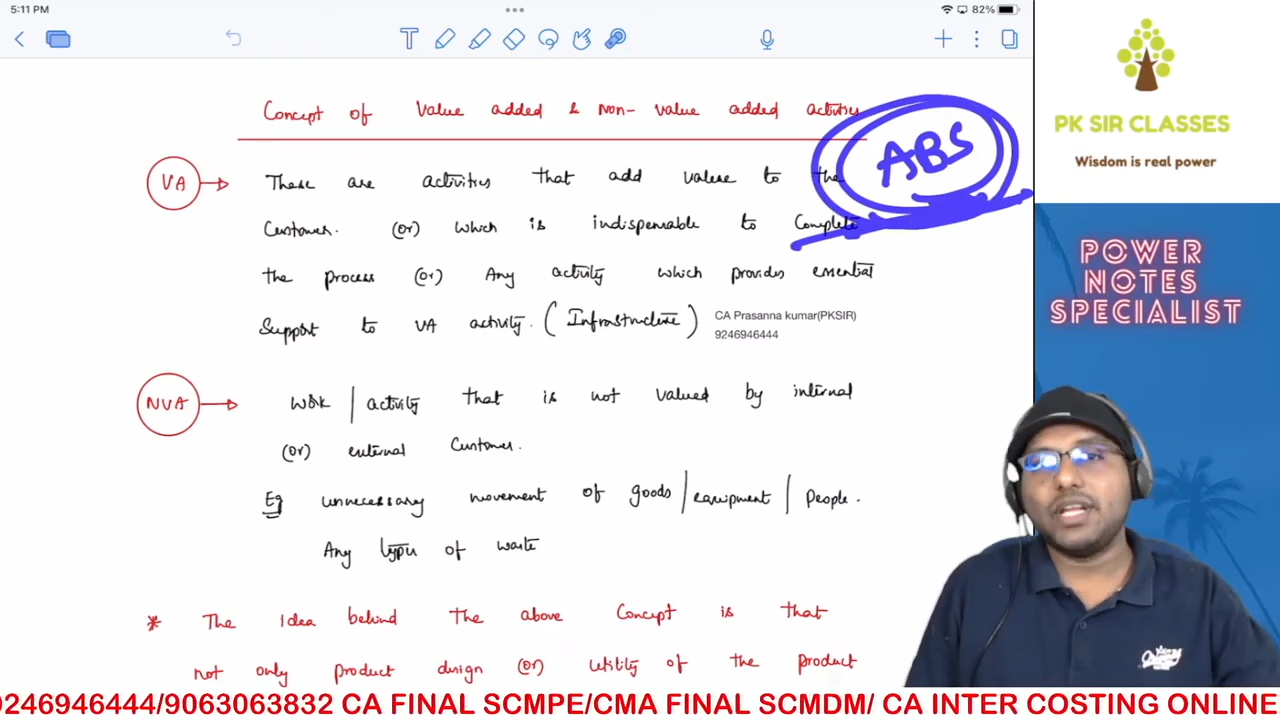 5:11 PM
82%
Concept of Value added & Non-value added activities
ABS
VA → These are activities that add value to the
Customer. (or) which is indispensable to Complete
the process (or) Any activity which provides essential
Support to VA activity. (Infrastructure)
CA Prasanna kumar(PKSIR)
9246946444
NVA → Work | activity that is not valued by internal
(or) external Customer.
Eg unnecessary movement of goods | equipment | People.
Any type of waste
* The idea behind The above Concept is that
not only product design (or) utility of the product
PK SIR CLASSES
Wisdom is real power
POWER
NOTES
SPECIALIST
9246946444/9063063832 CA FINAL SCMPE/CMA FINAL SCMDM/ CA INTER COSTING ONLINE